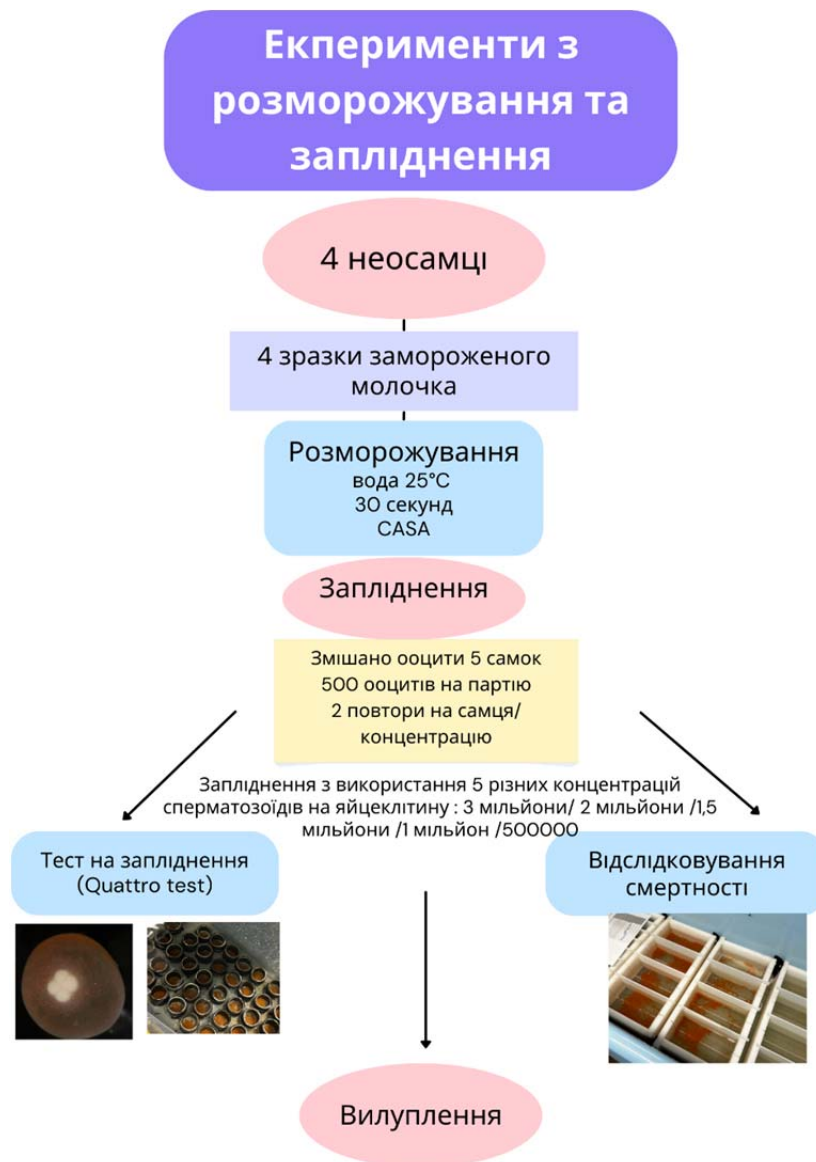 Екперименти з
розморожування та
запліднення
4 неосамці
4 зразки замороженого
молочка
Розморожування
вода 25°C
30 секунд
CASA
Запліднення
Змішано ооцити 5 самок
500 ооцитів на партію
2 повтори на самця/
концентрацію
Запліднення з використання 5 різних концентрацій
сперматозоїдів на яйцеклітину : 3 мільйони/ 2 мільйони /1,5
мільйони /1 мільйон /500000
Тест на запліднення
(Quattro test)
Відслідковування
смертності
Вилуплення